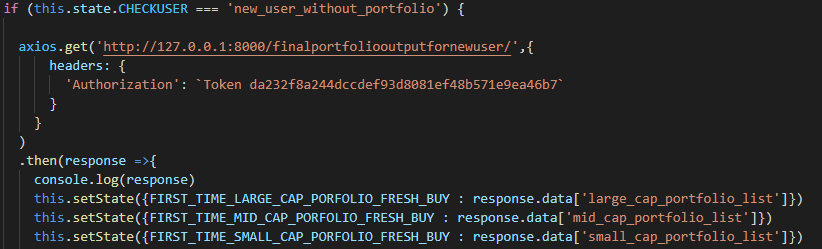 if (this.state.CHECKUSER === 'new_user_without_portfolio') {
axios.get('http://127.0.0.1:8000/finalportfoliooutputfornewuser/',{
headers: {
'Authorization': `Token da232f8a244dccdef93d8081ef48b571e9ea46b7`
}
}
)
.then(response =>{
console.log(response)
this.setState({FIRST_TIME_LARGE_CAP_PORFOLIO_FRESH_BUY : response.data['large_cap_portfolio_list']})
this.setState({FIRST_TIME_MID_CAP_PORFOLIO_FRESH_BUY : response.data['mid_cap_portfolio_list']})
this.setState({FIRST_TIME_SMALL_CAP_PORFOLIO_FRESH_BUY : response.data['small_cap_portfolio_list']})